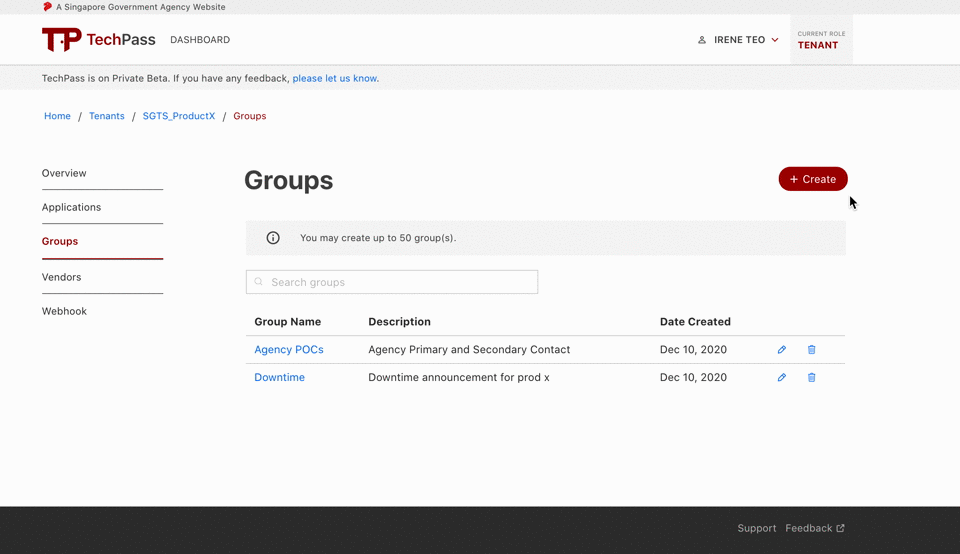 A Singapore Government Agency Website
TP TechPass DASHBOARD IRENE TEO CURRENT ROLE
TENANT
TechPass is on Private Beta. If you have any feedback, please let us know.
Home / Tenants / SGTS_ProductX / Groups
Overview
Applications
Groups
Vendors
Webhook
Groups
+ Create
You may create up to 50 group(s).
Search groups
Group Name Description Date Created
Agency POCs Agency Primary and Secondary Contact Dec 10, 2020
Downtime Downtime announcement for prod x Dec 10, 2020
Support Feedback